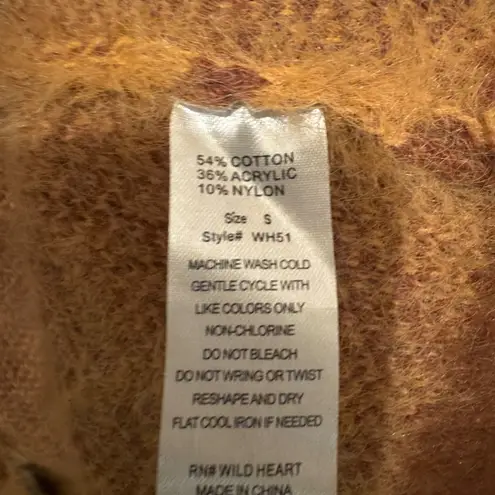 54% COTTON
36% ACRYLIC
10% NYLON
Size S
Style# WH51
MACHINE WASH COLD
GENTLE CYCLE WITH
LIKE COLORS ONLY
NON-CHLORINE
DO NOT BLEACH
DO NOT WRING OR TWIST
RESHAPE AND DRY
FLAT COOL IRON IF NEEDED
RN# WILD HEART
MADE IN CHINA